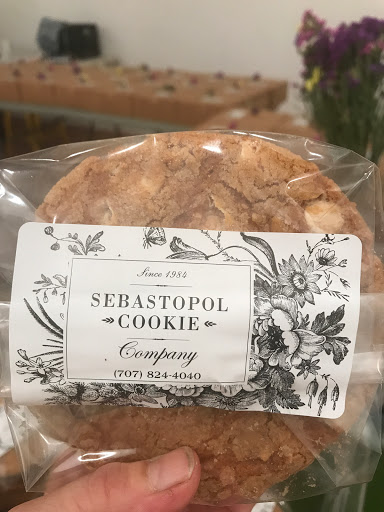 Since 1984
SEBASTOPOL
COOKIE
Company
(707) 824-4040